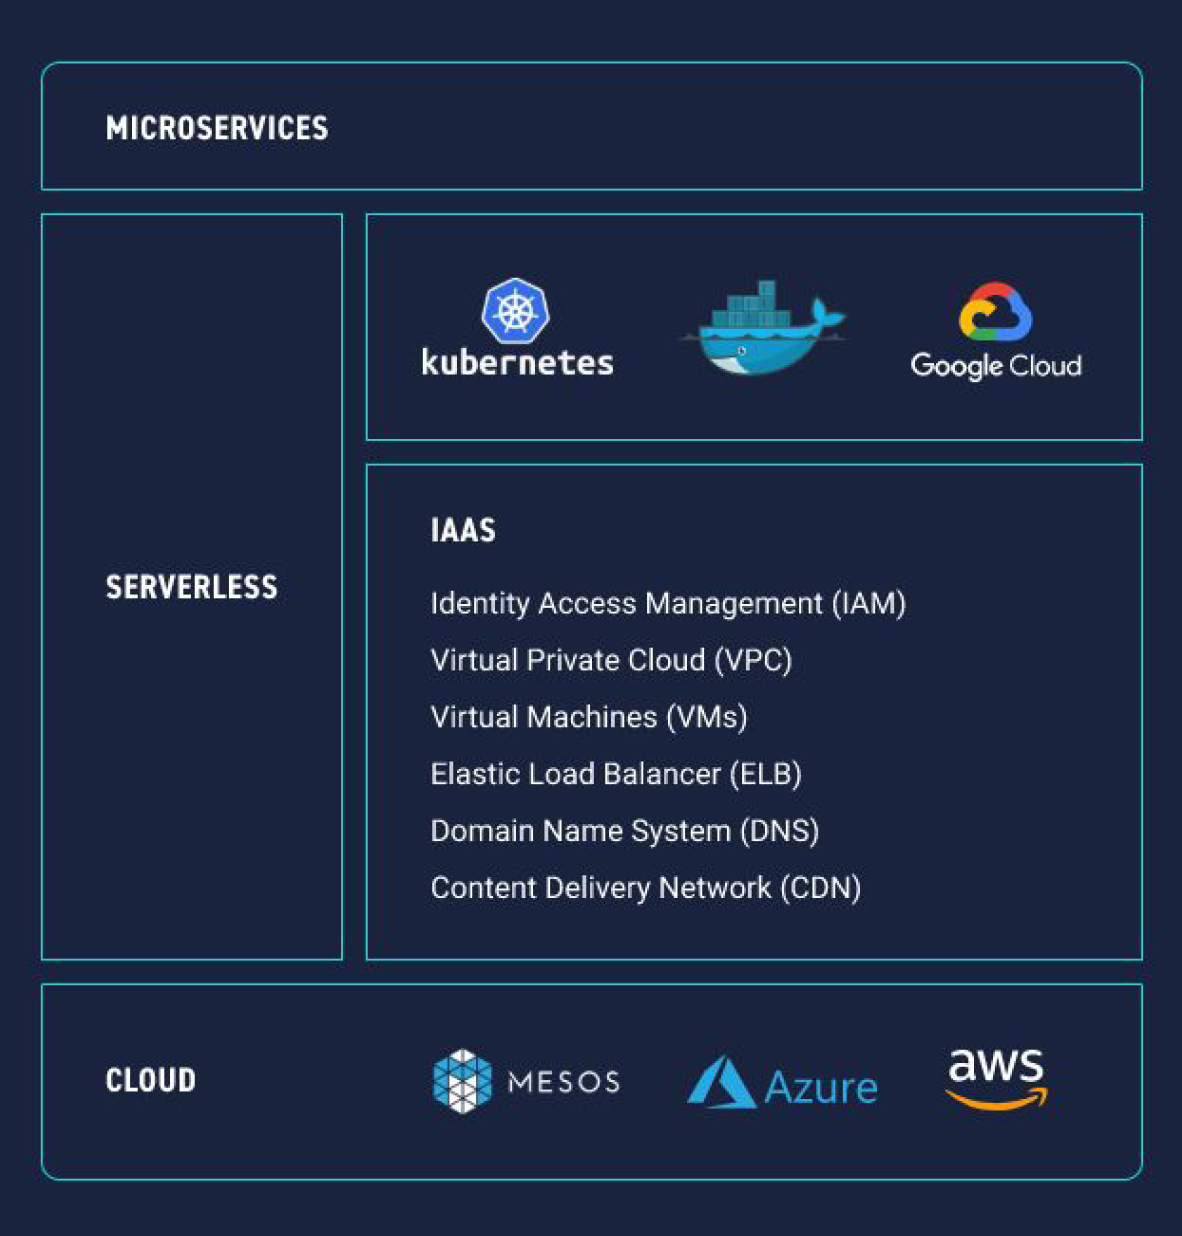 MICROSERVICES
kubernetes
Google Cloud
SERVERLESS
IAAS
Identity Access Management (IAM)
Virtual Private Cloud (VPC)
Virtual Machines (VMs)
Elastic Load Balancer (ELB)
Domain Name System (DNS)
Content Delivery Network (CDN)
CLOUD
MESOS
Azure
aws